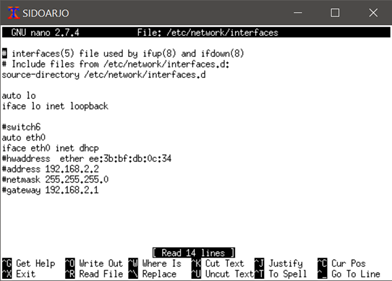 SIDOARJO
GNU nano 2.7.4 File: /etc/network/interfaces
# interfaces(5) file used by ifup(8) and ifdown(8)
# Include files from /etc/network/interfaces.d:
source-directory /etc/network/interfaces.d
auto lo
iface lo inet loopback
#switch6
auto eth0
iface eth0 inet dhcp
#hwaddress ether ee:3b:bf:db:0c:34
#address 192.168.2.2
#netmask 255.255.255.0
#gateway 192.168.2.1
[ Read 14 lines ]
^G Get Help ^O Write Out ^W Where Is ^K Cut Text ^J Justify ^C Cur Pos
^X Exit ^R Read File ^\ Replace ^U Uncut Text ^T To Spell ^_ Go To Line